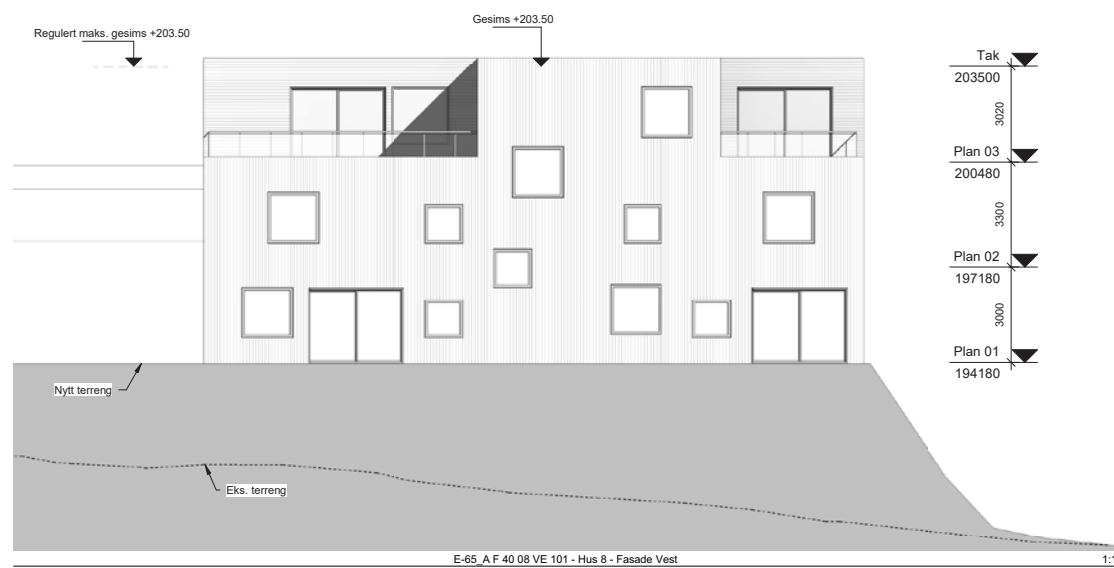 Gesims +203.50
Regulert maks. gesims +203.50
Tak
203500
3020
Plan 03
200480
3300
Plan 02
197180
3000
Plan 01
194180
Nytt terreng
Eks. terreng
E-65_A F 40 08 VE 101 - Hus 8 - Fasade Vest